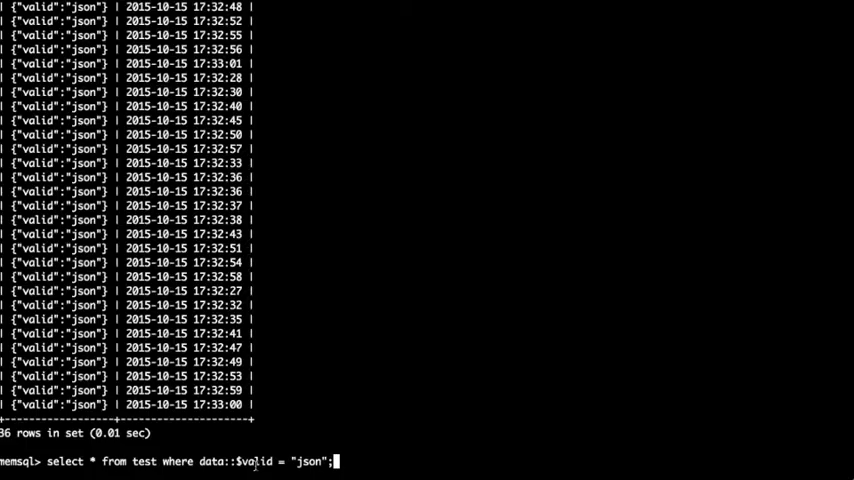 | {"valid":"json"} | 2015-10-15 17:32:48 |
| {"valid":"json"} | 2015-10-15 17:32:52 |
| {"valid":"json"} | 2015-10-15 17:32:55 |
| {"valid":"json"} | 2015-10-15 17:32:56 |
| {"valid":"json"} | 2015-10-15 17:33:01 |
| {"valid":"json"} | 2015-10-15 17:32:28 |
| {"valid":"json"} | 2015-10-15 17:32:30 |
| {"valid":"json"} | 2015-10-15 17:32:40 |
| {"valid":"json"} | 2015-10-15 17:32:45 |
| {"valid":"json"} | 2015-10-15 17:32:50 |
| {"valid":"json"} | 2015-10-15 17:32:57 |
| {"valid":"json"} | 2015-10-15 17:32:33 |
| {"valid":"json"} | 2015-10-15 17:32:36 |
| {"valid":"json"} | 2015-10-15 17:32:36 |
| {"valid":"json"} | 2015-10-15 17:32:37 |
| {"valid":"json"} | 2015-10-15 17:32:38 |
| {"valid":"json"} | 2015-10-15 17:32:43 |
| {"valid":"json"} | 2015-10-15 17:32:51 |
| {"valid":"json"} | 2015-10-15 17:32:54 |
| {"valid":"json"} | 2015-10-15 17:32:58 |
| {"valid":"json"} | 2015-10-15 17:32:27 |
| {"valid":"json"} | 2015-10-15 17:32:32 |
| {"valid":"json"} | 2015-10-15 17:32:35 |
| {"valid":"json"} | 2015-10-15 17:32:41 |
| {"valid":"json"} | 2015-10-15 17:32:47 |
| {"valid":"json"} | 2015-10-15 17:32:49 |
| {"valid":"json"} | 2015-10-15 17:32:53 |
| {"valid":"json"} | 2015-10-15 17:32:59 |
| {"valid":"json"} | 2015-10-15 17:33:00 |
+------------------+---------------------+
36 rows in set (0.01 sec)
memsql> select * from test where data::$valid = "json";